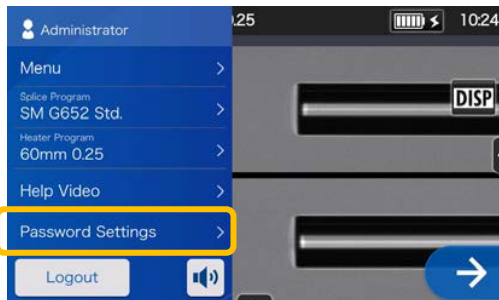 Administrator
.25
10:24
Menu
Splice Program
SM G652 Std.
DISP
Heater Program
60mm 0.25
Help Video
Password Settings
Logout